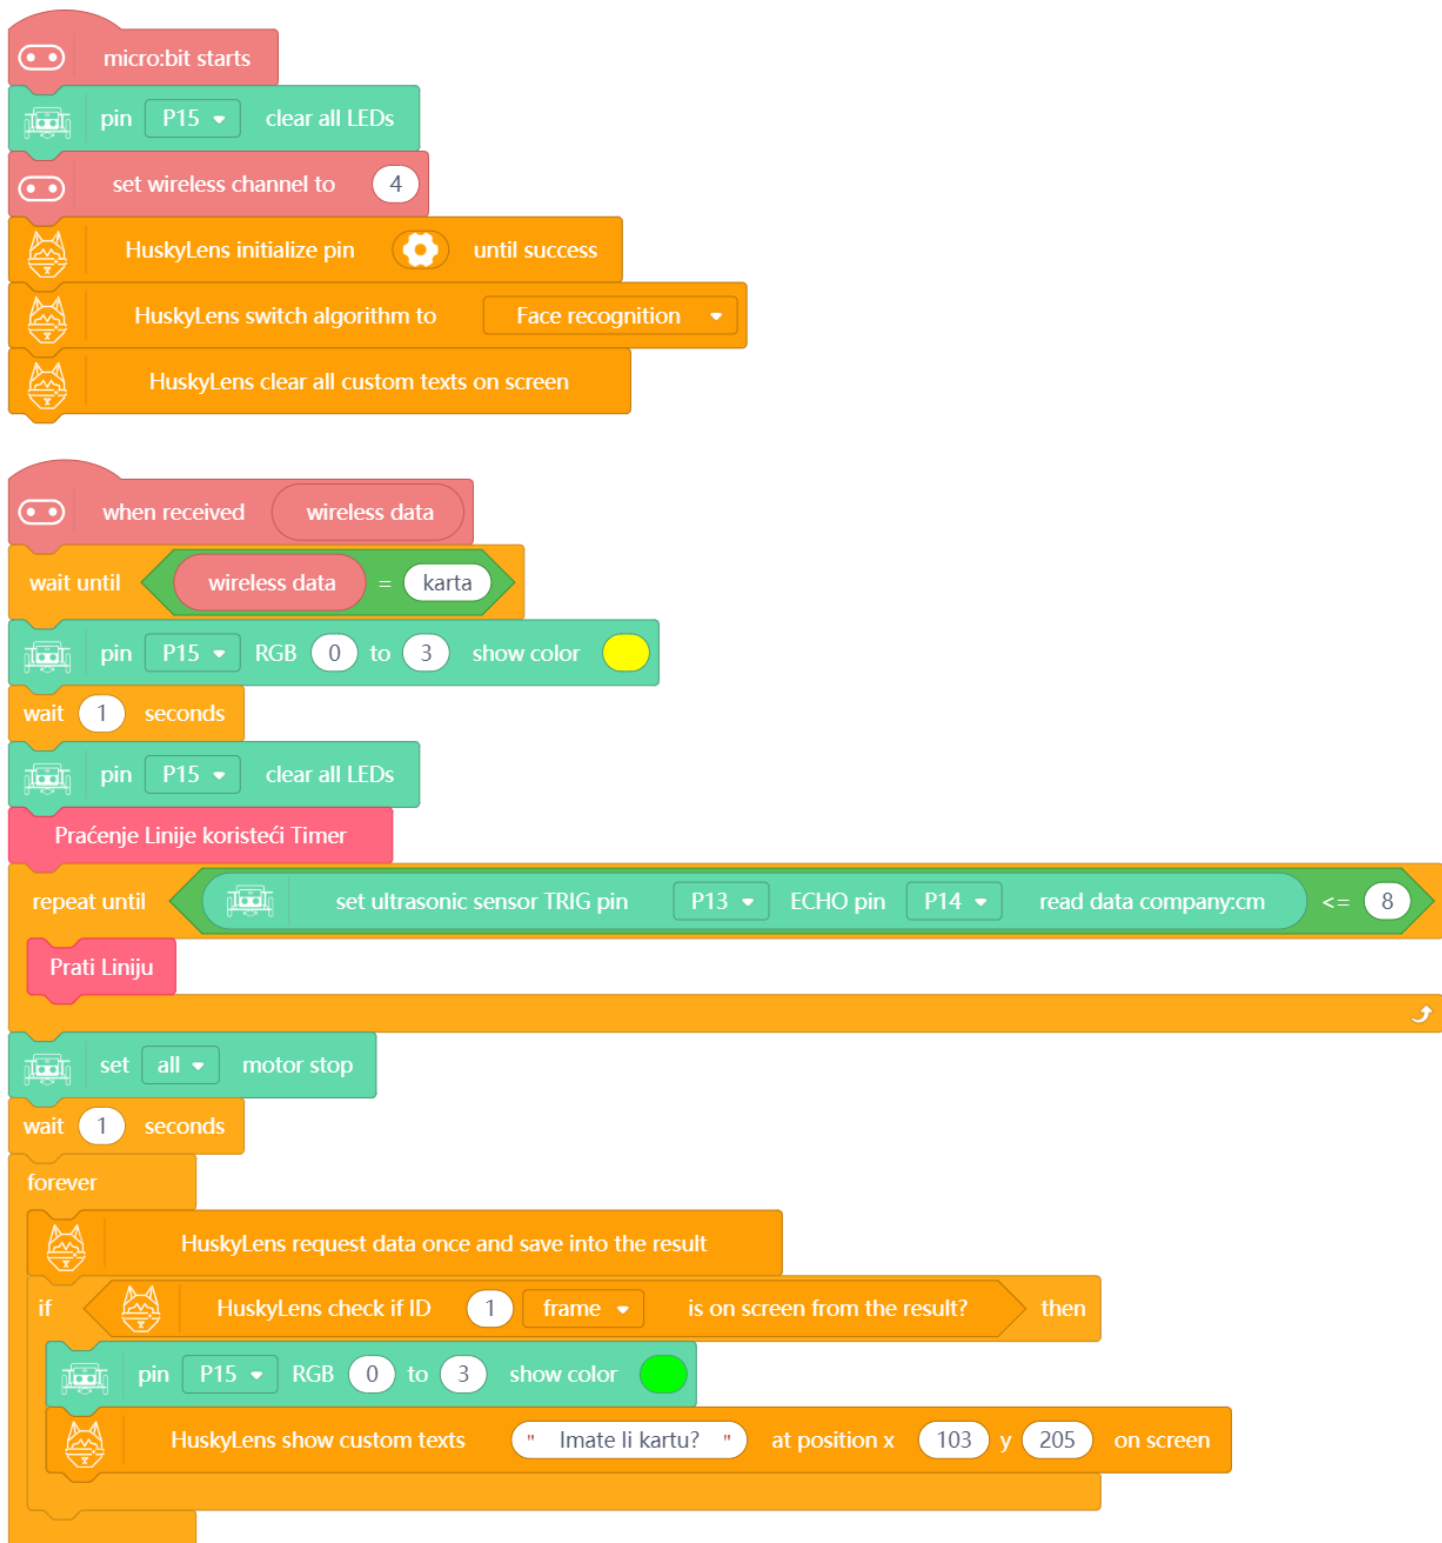 micro:bit starts
pin P15 clear all LEDs
set wireless channel to 4
HuskyLens initialize pin until success
HuskyLens switch algorithm to Face recognition
HuskyLens clear all custom texts on screen
when received wireless data
wait until wireless data = karta
pin P15 RGB 0 to 3 show color
wait 1 seconds
pin P15 clear all LEDs
Praćenje Linije koristeći Timer
repeat until set ultrasonic sensor TRIG pin P13 ECHO pin P14 read data company:cm <= 8
Prati Liniju
set all motor stop
wait 1 seconds
forever
HuskyLens request data once and save into the result
if HuskyLens check if ID 1 frame is on screen from the result? then
pin P15 RGB 0 to 3 show color
HuskyLens show custom texts " Imate li kartu? " at position x 103 y 205 on screen